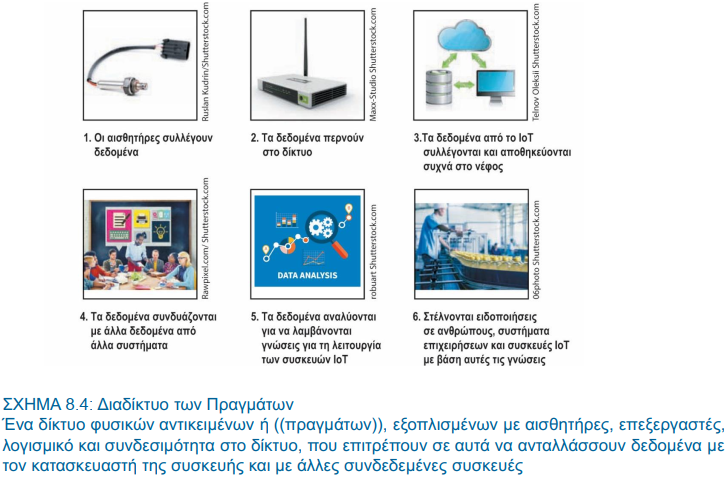 Ruslan Kudrin/Shutterstock.com
Maxx-Studio Shutterstock.com
Telnov Oleksii Shutterstock.com
1. Οι αισθητήρες συλλέγουν
δεδομένα
2. Τα δεδομένα περνούν
στο δίκτυο
3.Τα δεδομένα από το IoT
συλλέγονται και αποθηκεύονται
συχνά στο νέφος
Rawpixel.com/ Shutterstock.com
DATA ANALYSIS
robuart Shutterstock.com
06photo Shutterstock.com
4. Τα δεδομένα συνδυάζονται
με άλλα δεδομένα από
άλλα συστήματα
5. Τα δεδομένα αναλύονται
για να λαμβάνονται
γνώσεις για τη λειτουργία
των συσκευών IoT
6. Στέλνονται ειδοποιήσεις
σε ανθρώπους, συστήματα
επιχειρήσεων και συσκευές IoT
με βάση αυτές τις γνώσεις
ΣΧΗΜΑ 8.4: Διαδίκτυο των Πραγμάτων
Ένα δίκτυο φυσικών αντικειμένων ή ((πραγμάτων)), εξοπλισμένων με αισθητήρες, επεξεργαστές,
λογισμικό και συνδεσιμότητα στο δίκτυο, που επιτρέπουν σε αυτά να ανταλλάσσουν δεδομένα με
τον κατασκευαστή της συσκευής και με άλλες συνδεδεμένες συσκευές